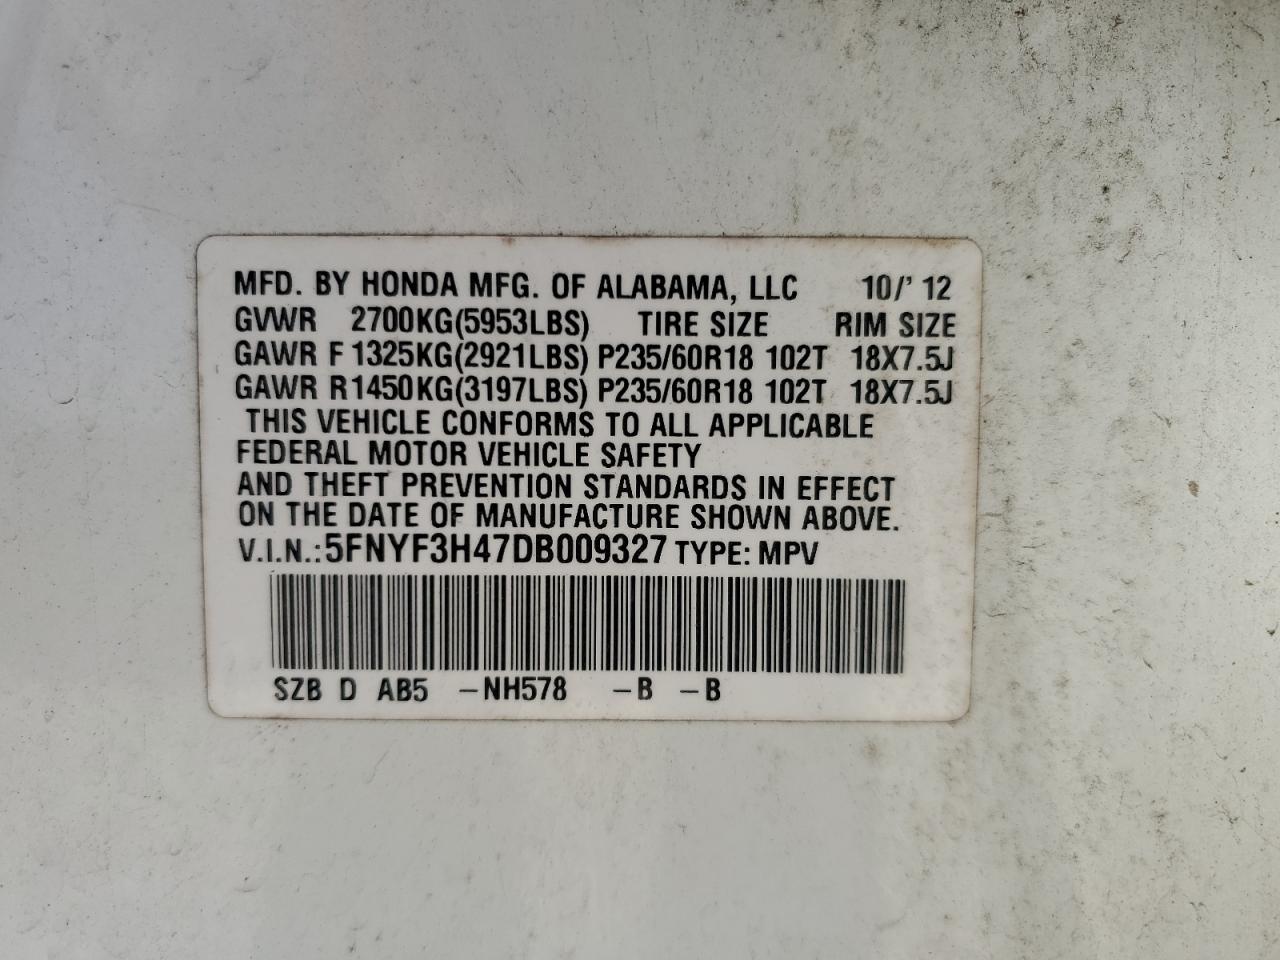 MFD. BY HONDA MFG. OF ALABAMA, LLC 10/' 12
GVWR 2700KG(5953LBS) TIRE SIZE RIM SIZE
GAWR F 1325KG(2921LBS) P235/60R18 102T 18X7.5J
GAWR R1450KG(3197LBS) P235/60R18 102T 18X7.5J
THIS VEHICLE CONFORMS TO ALL APPLICABLE
FEDERAL MOTOR VEHICLE SAFETY
AND THEFT PREVENTION STANDARDS IN EFFECT
ON THE DATE OF MANUFACTURE SHOWN ABOVE.
V.I.N.: 5FNYF3H47DB009327 TYPE: MPV
SZB D AB5 -NH578 -B -B